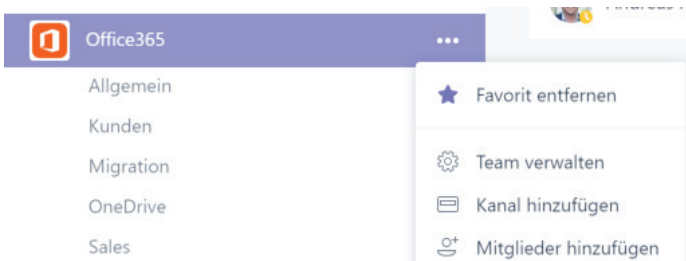 Office365
Allgemein
Kunden
Migration
OneDrive
Sales
Favorit entfernen
Team verwalten
Kanal hinzufügen
Mitglieder hinzufügen